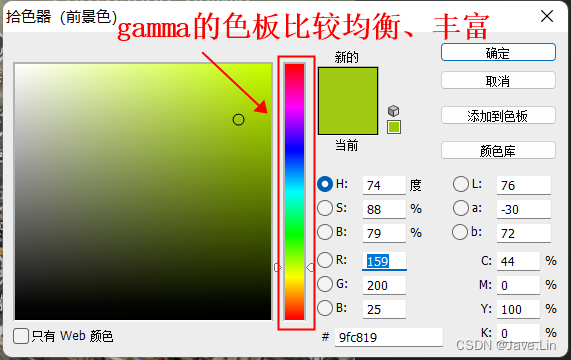 拾色器（前景色）
gamma的色板比较均衡、丰富
新的
当前
确定
取消
添加到色板
颜色库
H: 74 度
S: 88 %
B: 79 %
R: 159
G: 200
B: 25
L: 76
a: -30
b: 72
C: 44 %
M: 0 %
Y: 100 %
K: 0 %
# 9fc819
只有 Web 颜色
CSDN @Jave.Lin